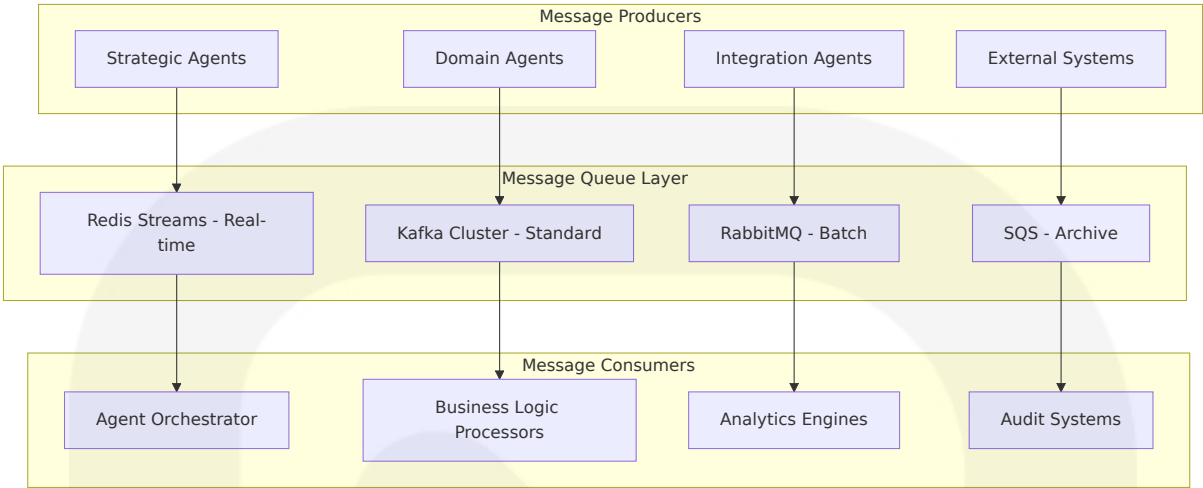 Message Producers
Strategic Agents
Domain Agents
Integration Agents
External Systems
Message Queue Layer
Redis Streams - Real-
time
Kafka Cluster - Standard
RabbitMQ - Batch
SQS - Archive
Message Consumers
Agent Orchestrator
Business Logic
Processors
Analytics Engines
Audit Systems